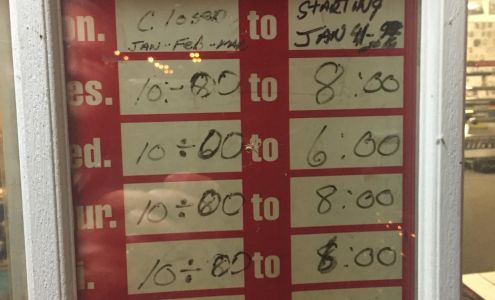 on. Closed to STARTING
JAN-Feb-MAR JAN
es. 10:-00 to 8:00
ed. 10÷00 to 6:00
ur. 10÷00 to 8:00
i. 10÷00 to 6:00